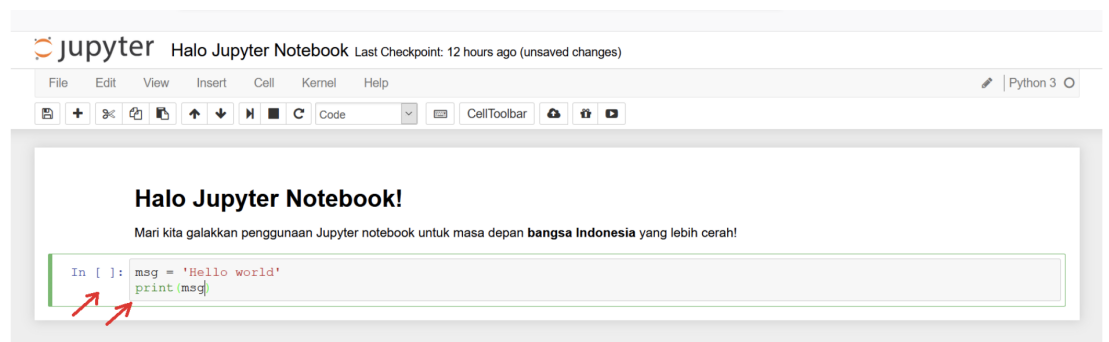 jupyter Halo Jupyter Notebook Last Checkpoint: 12 hours ago (unsaved changes)
File Edit View Insert Cell Kernel Help Python 3
Code CellToolbar
Halo Jupyter Notebook!
Mari kita galakkan penggunaan Jupyter notebook untuk masa depan bangsa Indonesia yang lebih cerah!
In [ ]: msg = 'Hello world'
print(msg)